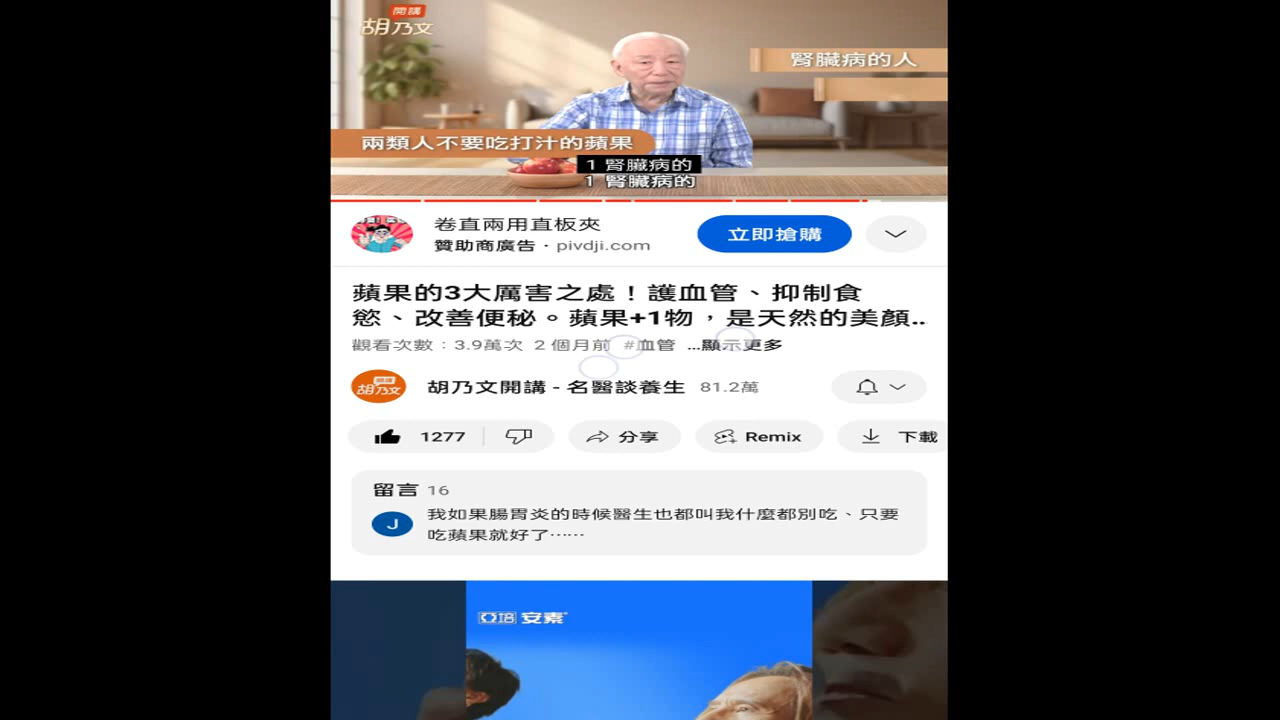 開講
胡乃文
腎臟病的人
兩類人不要吃打汁的蘋果
1 腎臟病的
1 腎臟病的
卷直兩用直板夾
贊助商廣告・pivdji.com
立即搶購
蘋果的3大厲害之處！護血管、抑制食
慾、改善便秘。蘋果+1物，是天然的美顏..
觀看次數：3.9萬次 2 個月前 #血管 ...顯示更多
開講
胡乃文
胡乃文開講 - 名醫談養生 81.2萬
1277
分享
Remix
下載
留言 16
J
我如果腸胃炎的時候醫生也都叫我什麼都別吃、只要
吃蘋果就好了……
亞培 安素